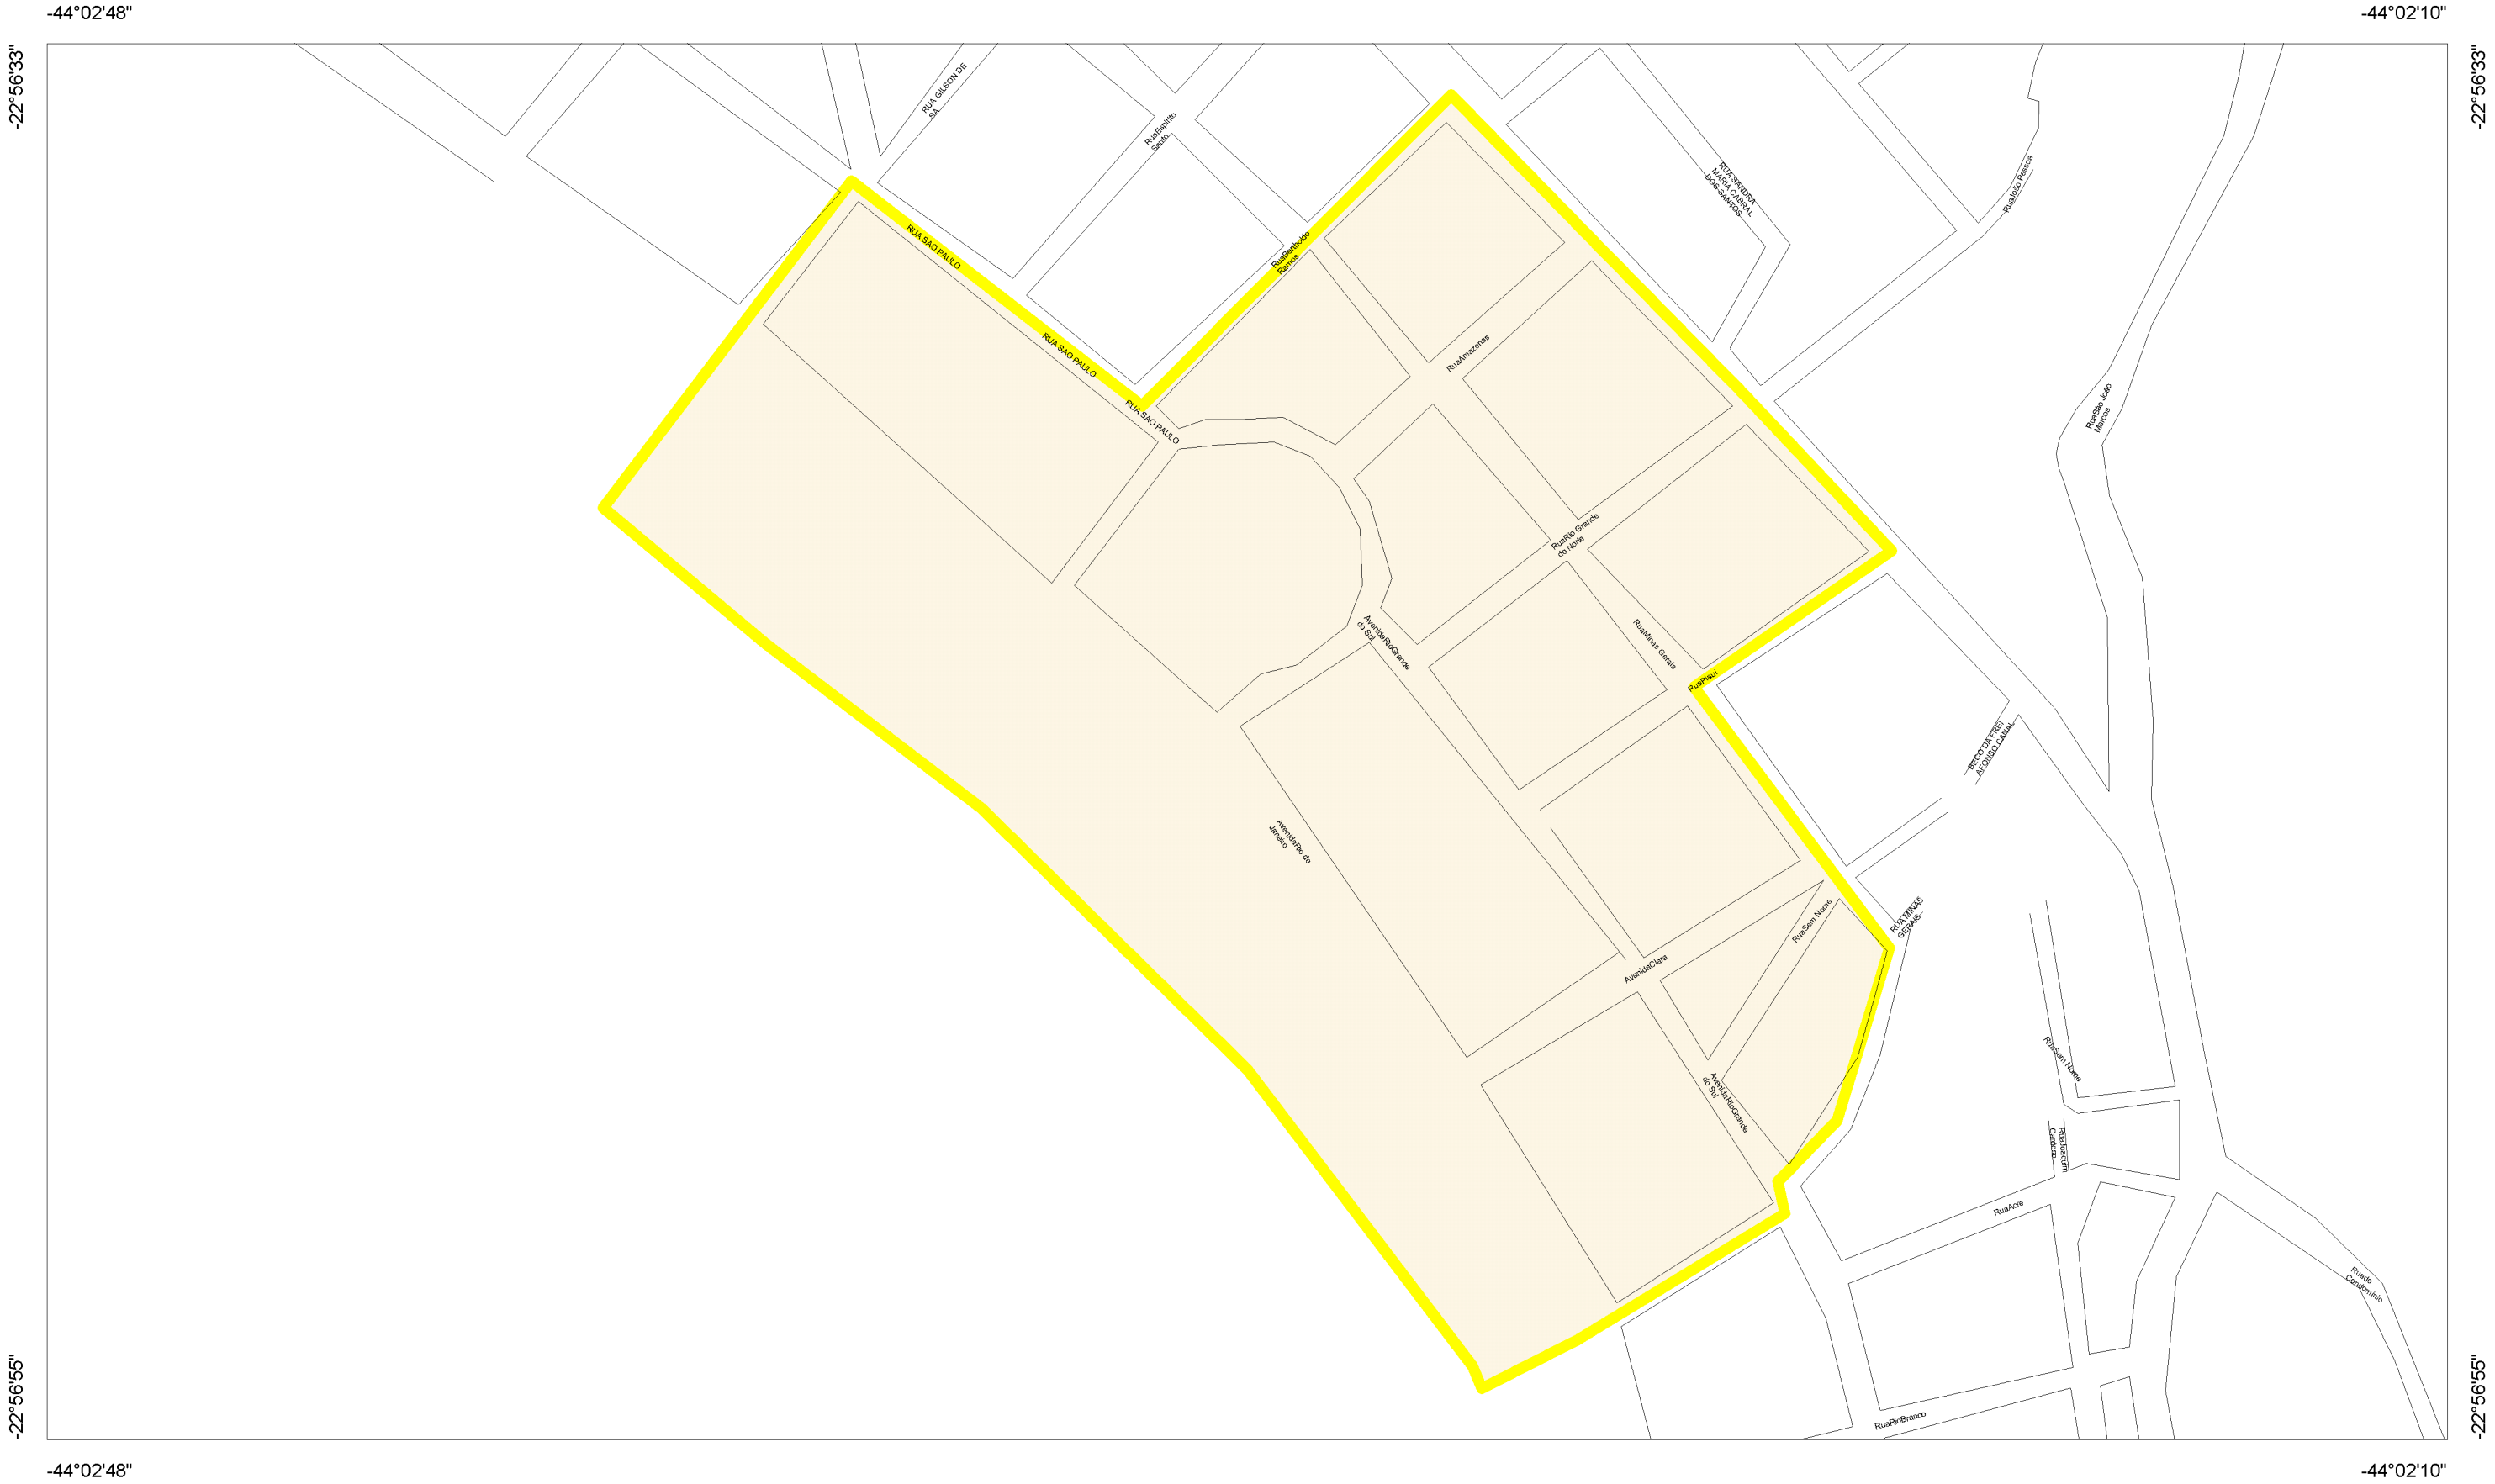 -44°02'48"
-44°02'10"
-22°56'33"
-22°56'33"
RUA GILSON DE
SA
RuaEspírito
Santo
RUA SANDRA
MARIA CABRAL
DOS SANTOS
RuaJoão Pessoa
RUA SAO PAULO
RuaBertholdo
Ramos
RUA SAO PAULO
RuaAmazonas
RUA SAO PAULO
RuaSão João
Marcos
RuaRio Grande
do Norte
AvenidaRioGrande
do Sul
RuaMinas Gerais
RuaPiauí
BECO DA FREI
AFONSO CANAL
AvenidaRio de
Janeiro
RuaSem Nome
RUA MINAS
GERAIS
AvenidaClara
RuaSem Nome
AvenidaRioGrande
do Sul
RuaJoaquim
Cardoso
RuaAcre
Ruado
Condomínio
RuaRioBranco
-22°56'55"
-22°56'55"
-44°02'48"
-44°02'10"